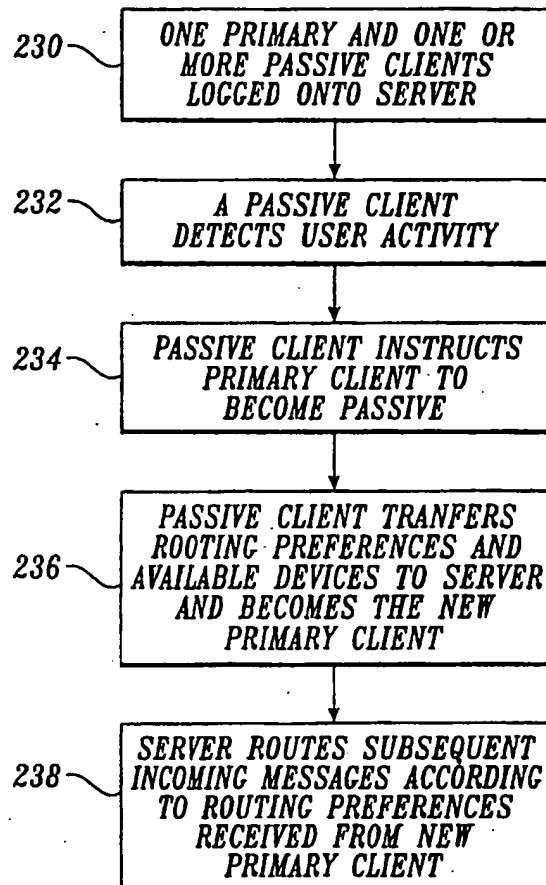 230
ONE PRIMARY AND ONE OR
MORE PASSIVE CLIENTS
LOGGED ONTO SERVER
232
A PASSIVE CLIENT
DETECTS USER ACTIVITY
234
PASSIVE CLIENT INSTRUCTS
PRIMARY CLIENT TO
BECOME PASSIVE
236
PASSIVE CLIENT TRANFERS
ROOTING PREFERENCES AND
AVAILABLE DEVICES TO SERVER
AND BECOMES THE NEW
PRIMARY CLIENT
238
SERVER ROUTES SUBSEQUENT
INCOMING MESSAGES ACCORDING
TO ROUTING PREFERENCES
RECEIVED FROM NEW
PRIMARY CLIENT